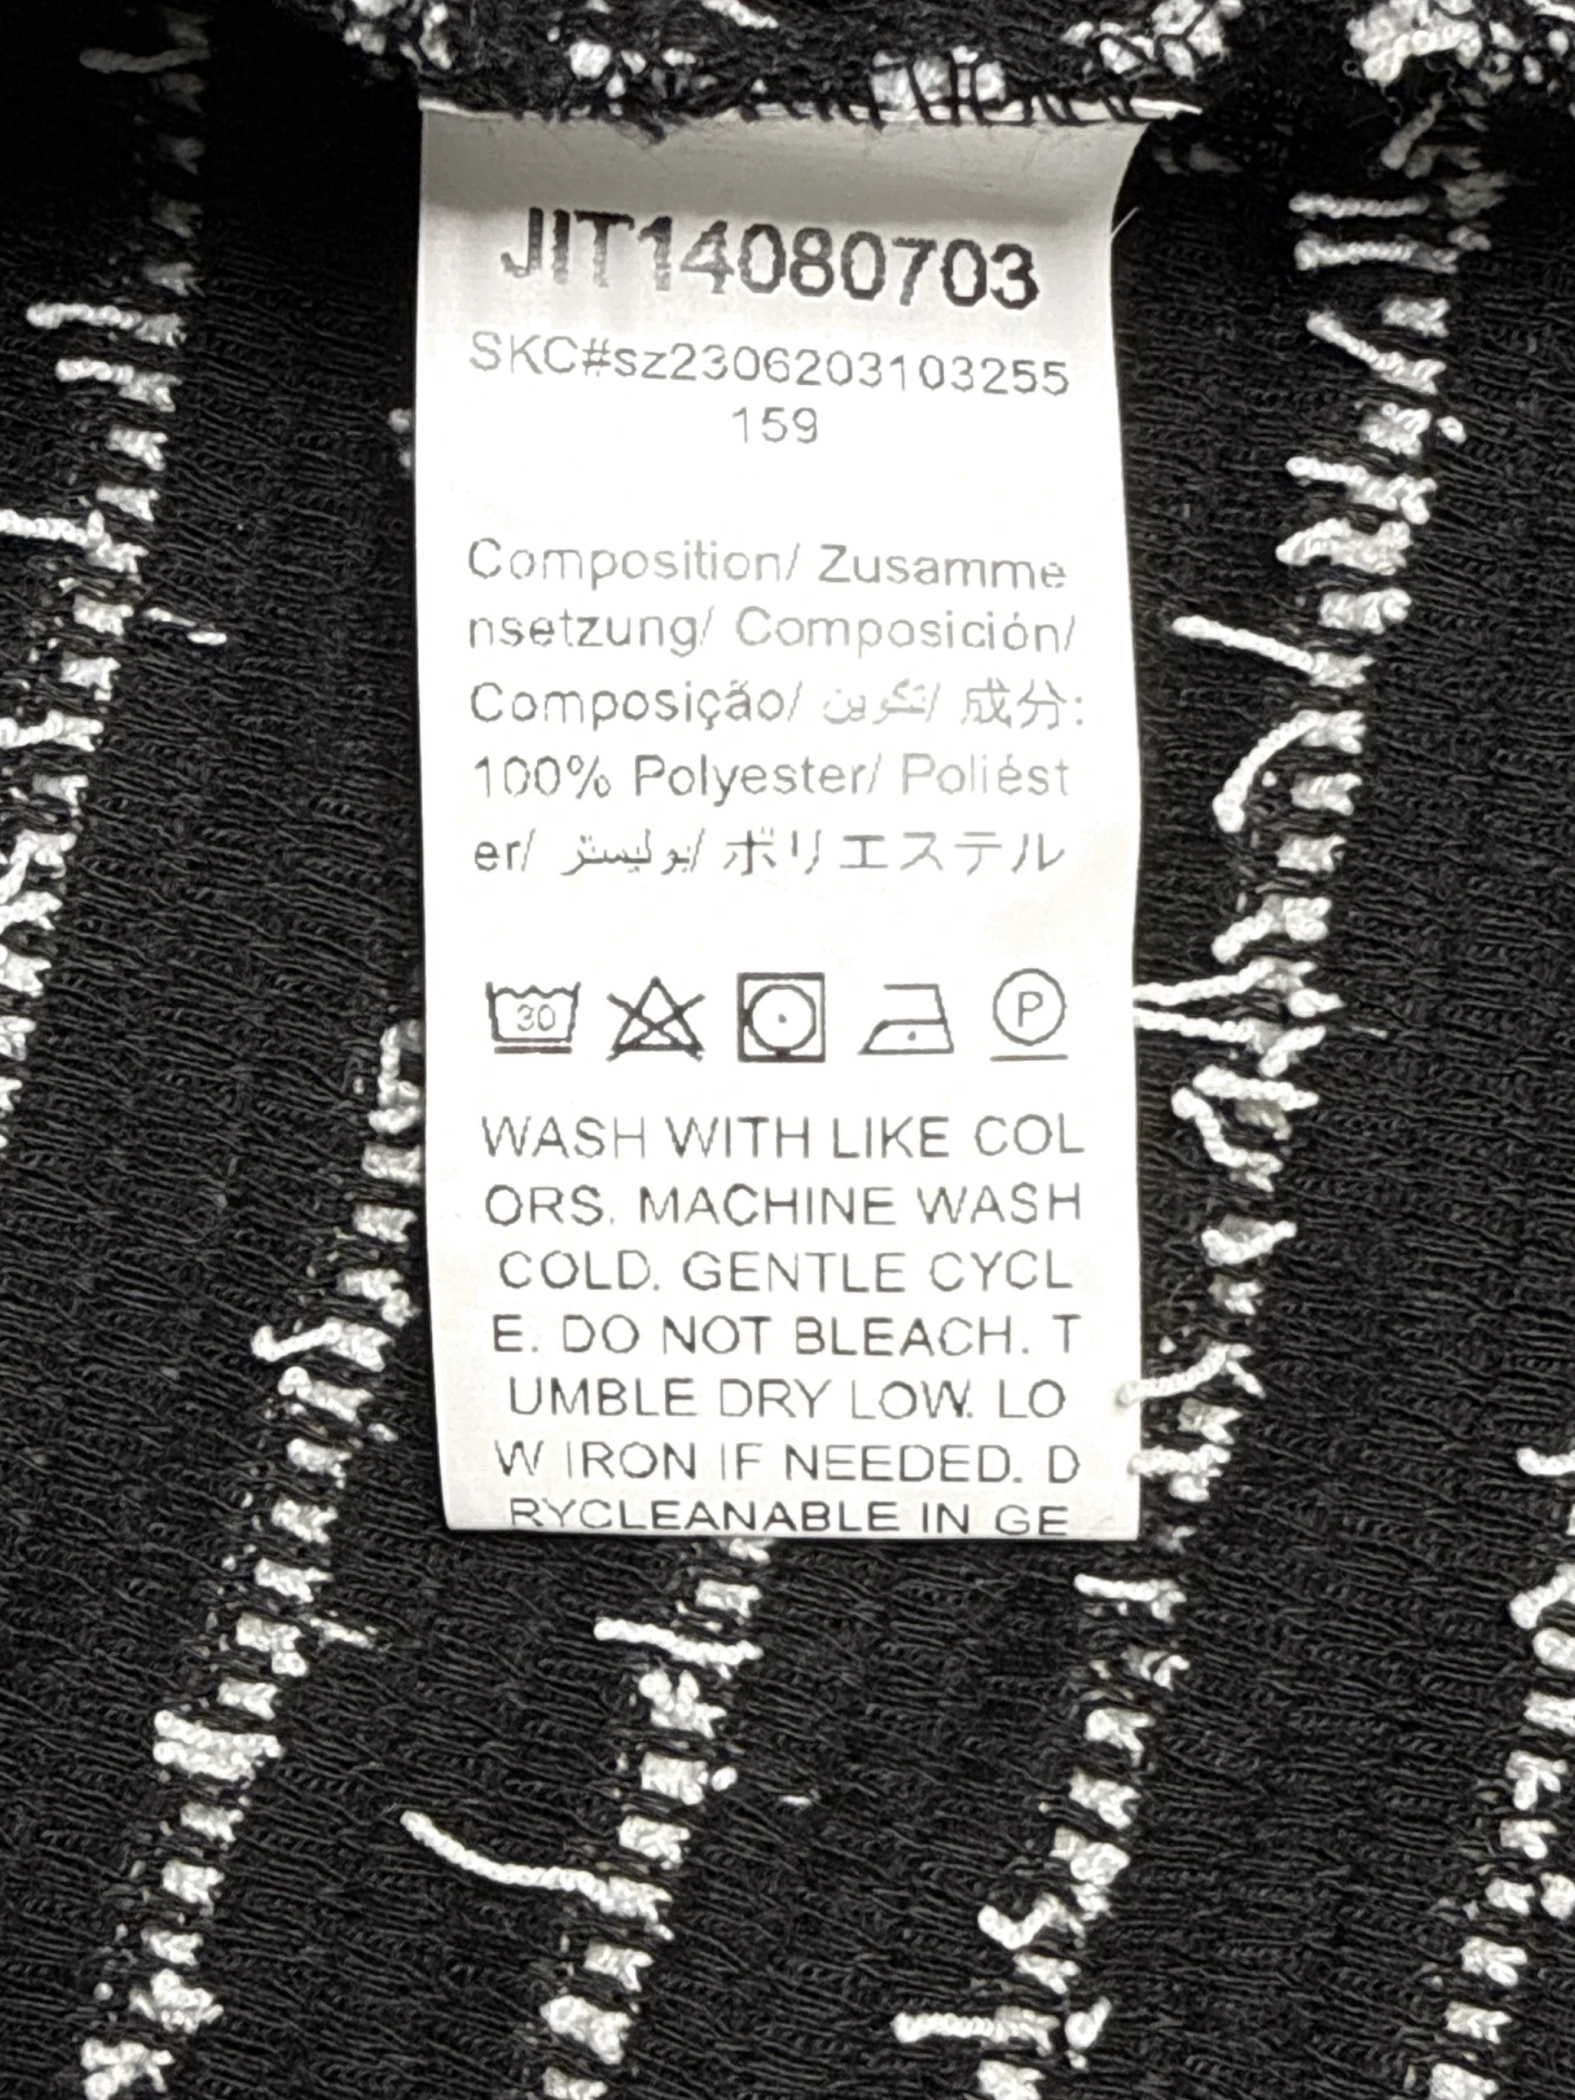 JIT14080703
SKC#sz2306203103255
159
Composition/ Zusamme
nsetzung/ Composición/
Composição/ تكوين/ 成分:
100% Polyester/ Poliést
er/ بوليستر/ ポリエステル
30
P
WASH WITH LIKE COL
ORS. MACHINE WASH
COLD. GENTLE CYCL
E. DO NOT BLEACH. T
UMBLE DRY LOW. LO
W IRON IF NEEDED. D
RYCLEANABLE IN GE